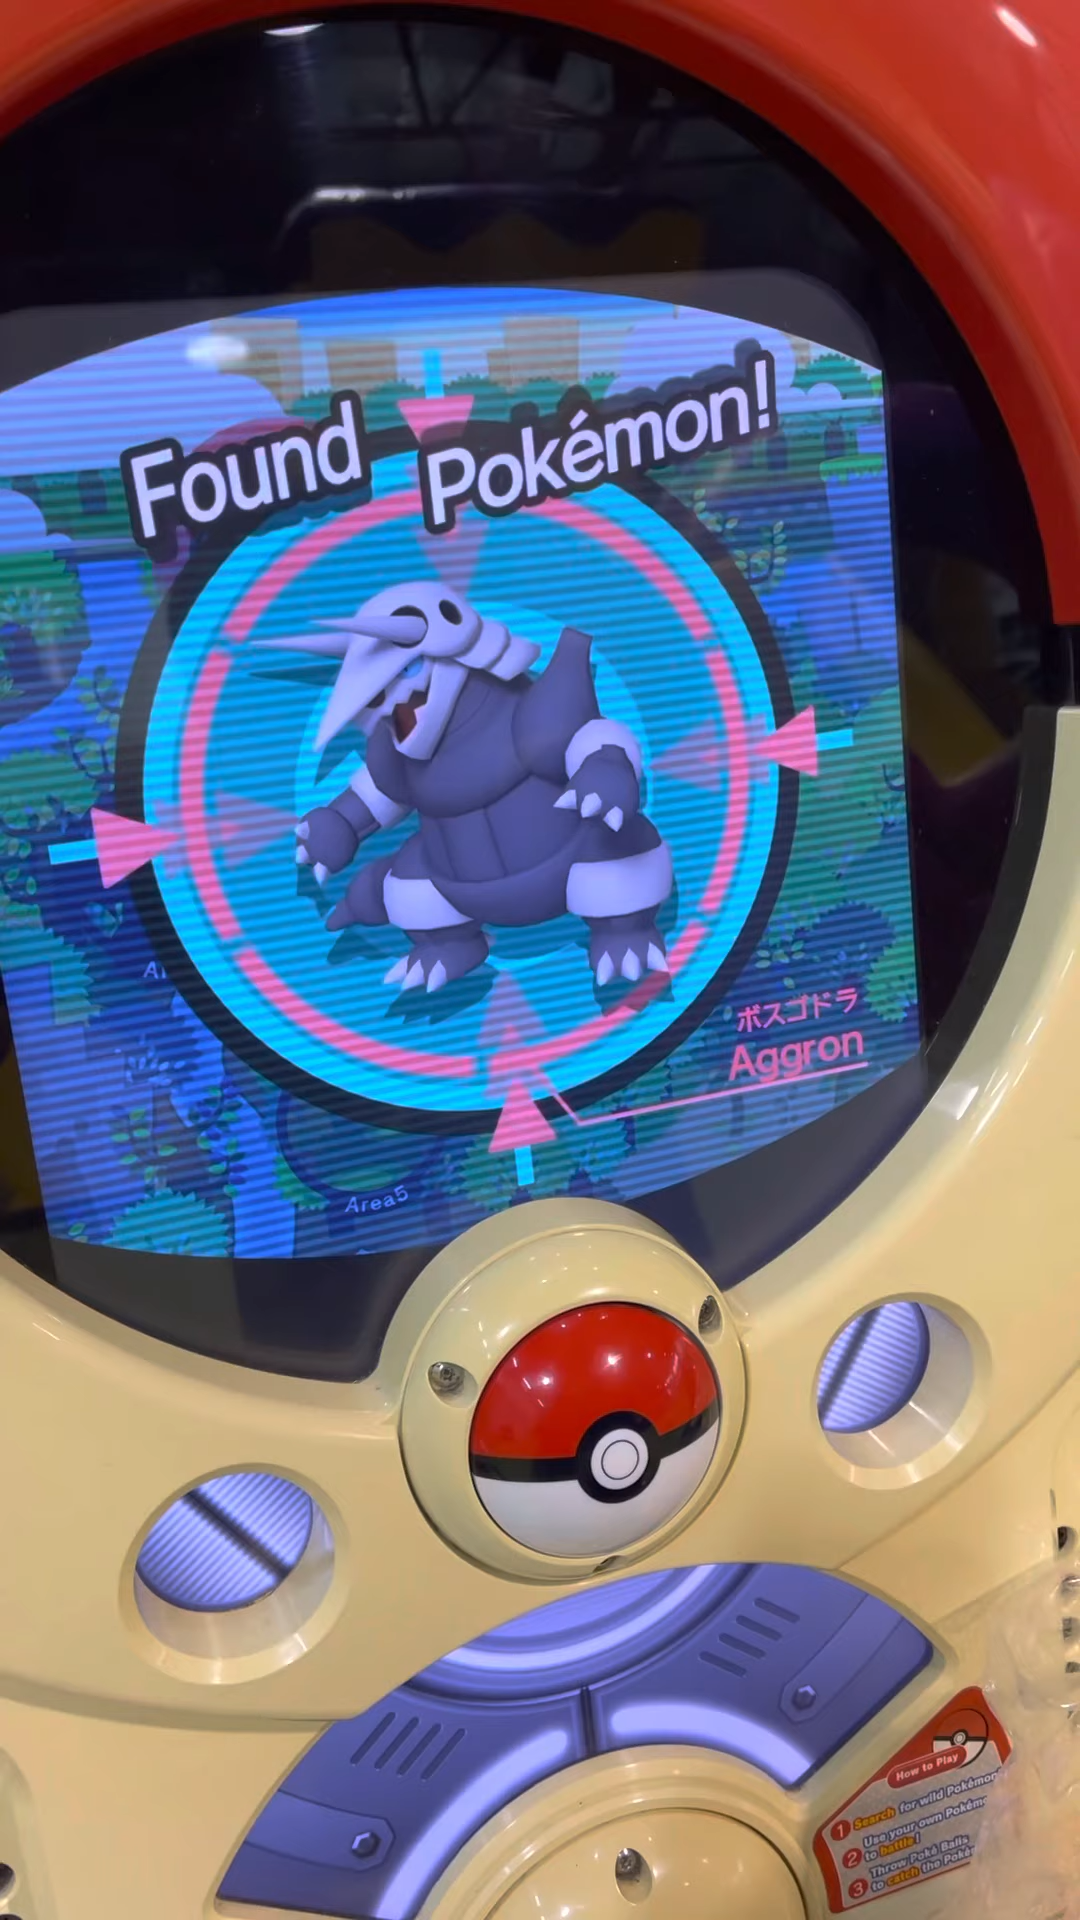 Found Pokémon!
ボスゴドラ
Aggron
Area5
How to Play
1 Search for wild Pokémon
2 Use your own Pokém
to battle!
3 Throw Poké Balls
to catch the Poké